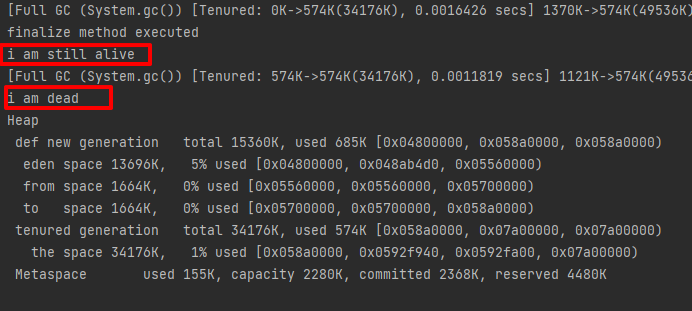 [Full GC (System.gc()) [Tenured: 0K->574K(34176K), 0.0016426 secs] 1370K->574K(49536K
finalize method executed
i am still alive
[Full GC (System.gc()) [Tenured: 574K->574K(34176K), 0.0011819 secs] 1121K->574K(49536
i am dead
Heap
 def new generation   total 15360K, used 685K [0x04800000, 0x058a0000, 0x058a0000)
  eden space 13696K,   5% used [0x04800000, 0x048ab4d0, 0x05560000)
  from space 1664K,   0% used [0x05560000, 0x05560000, 0x05700000)
  to   space 1664K,   0% used [0x05700000, 0x05700000, 0x058a0000)
 tenured generation   total 34176K, used 574K [0x058a0000, 0x07a00000, 0x07a00000)
   the space 34176K,   1% used [0x058a0000, 0x0592f940, 0x0592fa00, 0x07a00000)
 Metaspace       used 155K, capacity 2280K, committed 2368K, reserved 4480K